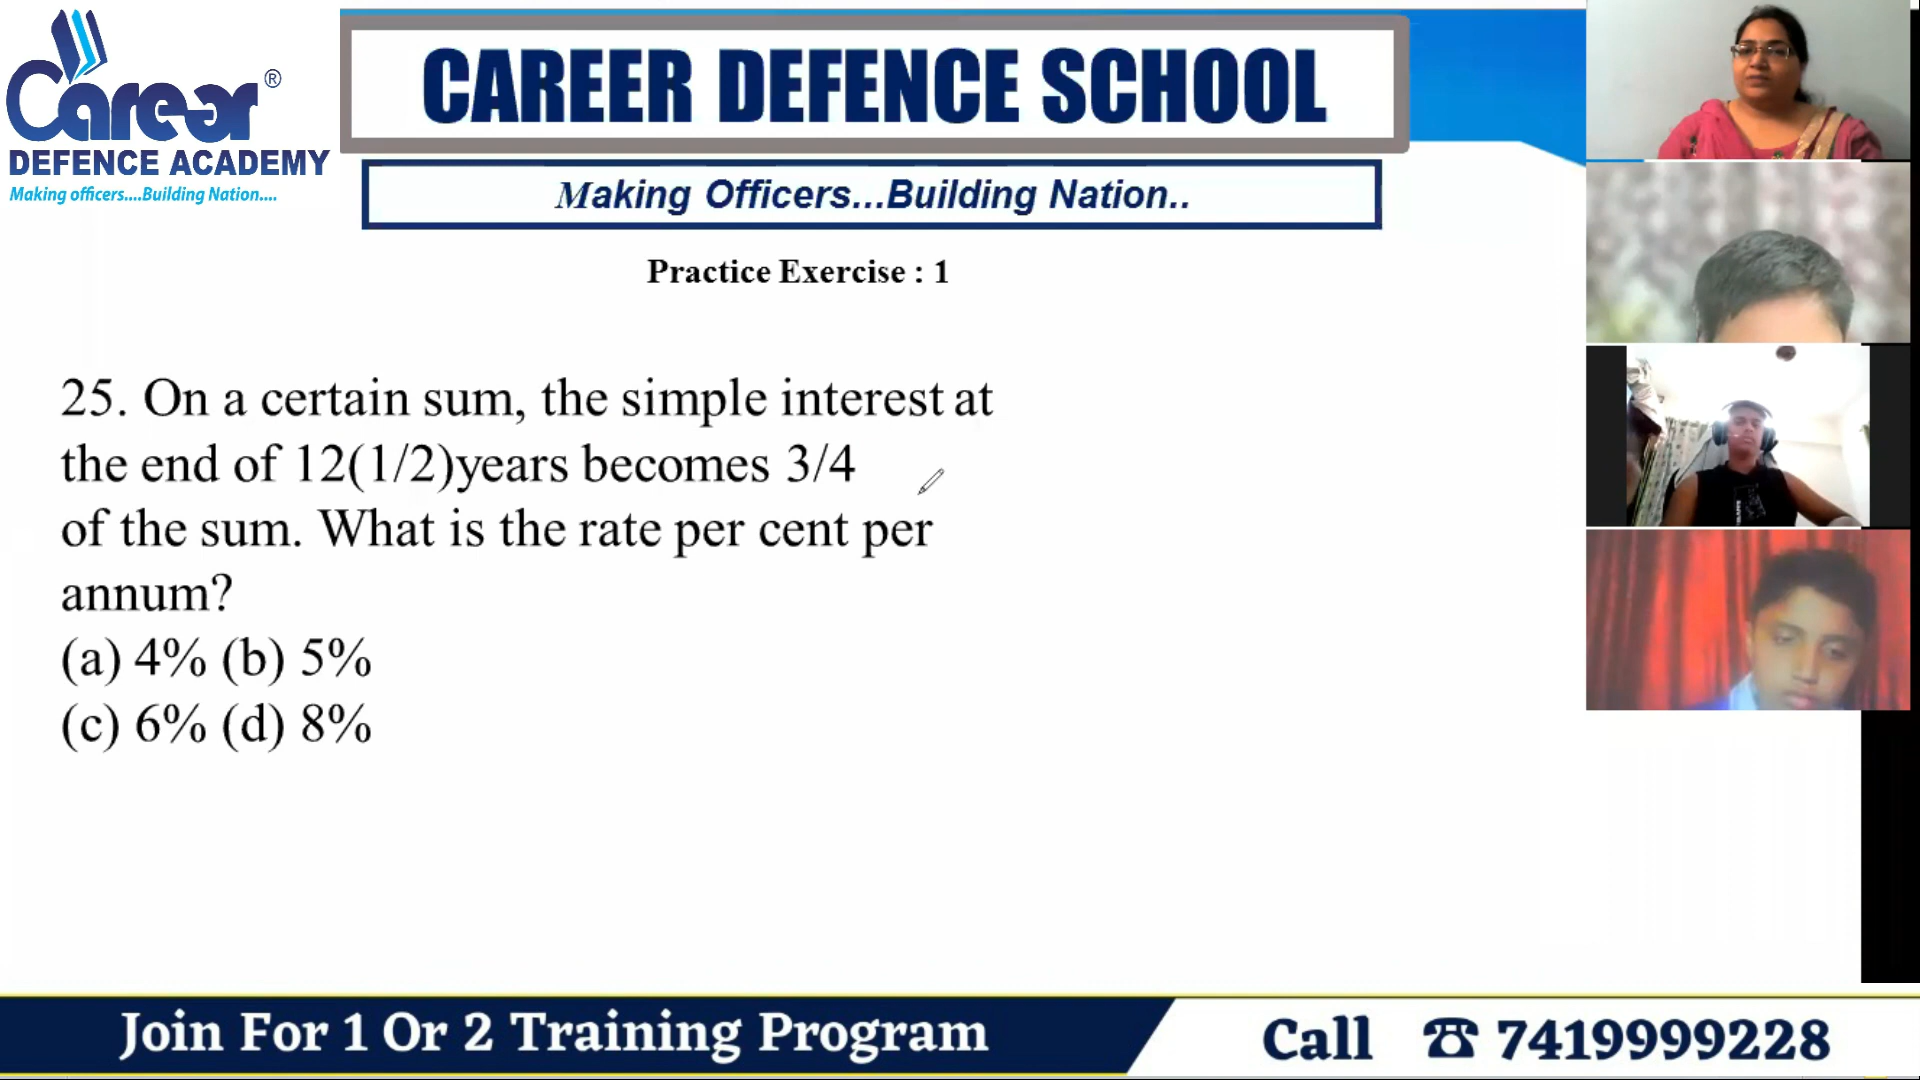 Career®
DEFENCE ACADEMY
Making officers....Building Nation....
CAREER DEFENCE SCHOOL
Making Officers...Building Nation..
Practice Exercise : 1
25. On a certain sum, the simple interest at
the end of 12(1/2)years becomes 3/4
of the sum. What is the rate per cent per
annum?
(a) 4% (b) 5%
(c) 6% (d) 8%
Join For 1 Or 2 Training Program
Call ☎ 7419999228